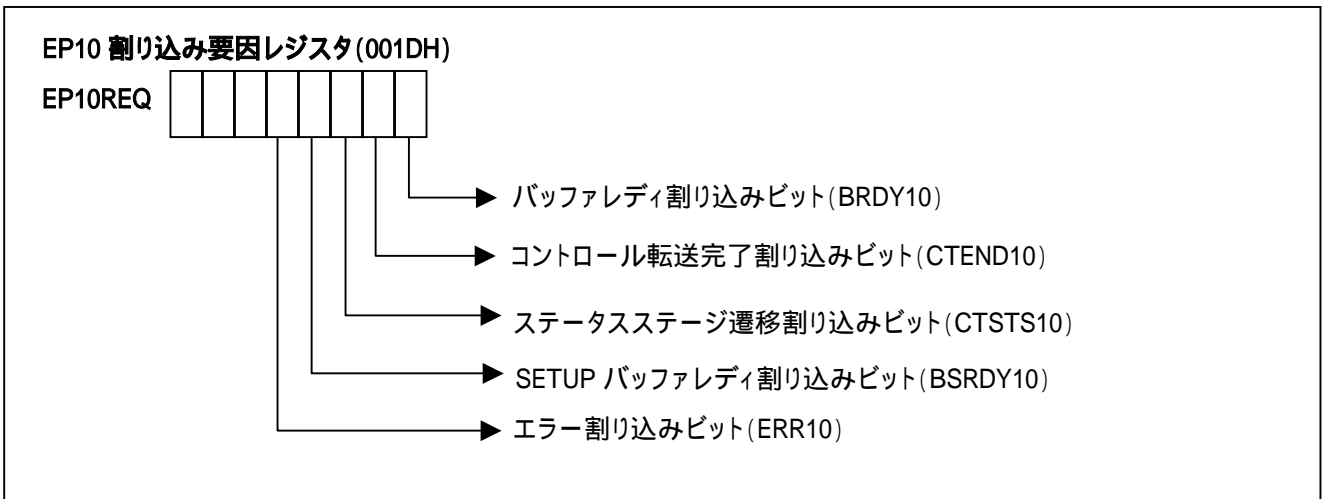 EP10 割り込み要因レジスタ(001DH)
EP10REQ
バッファレディ割り込みビット(BRDY10)
コントロール転送完了割り込みビット(CTEND10)
ステータスステージ遷移割り込みビット(CTSTS10)
SETUP バッファレディ割り込みビット(BSRDY10)
エラー割り込みビット(ERR10)